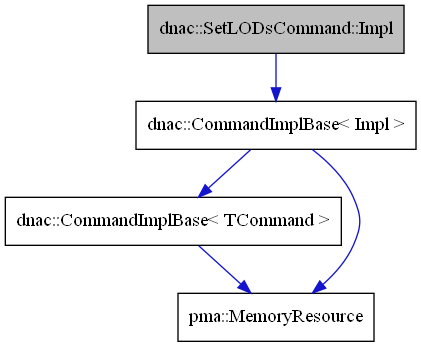 dnac::SetLODsCommand::Impl
dnac::CommandImplBase< Impl >
dnac::CommandImplBase< TCommand >
pma::MemoryResource